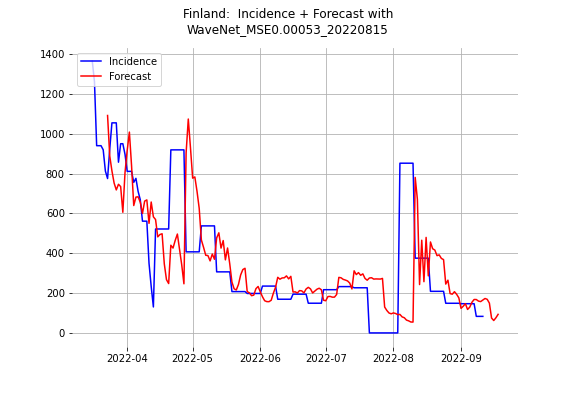 Finland:  Incidence + Forecast with
WaveNet_MSE0.00053_20220815
Incidence
Forecast
1400
1200
1000
800
600
400
200
0
2022-04 2022-05 2022-06 2022-07 2022-08 2022-09